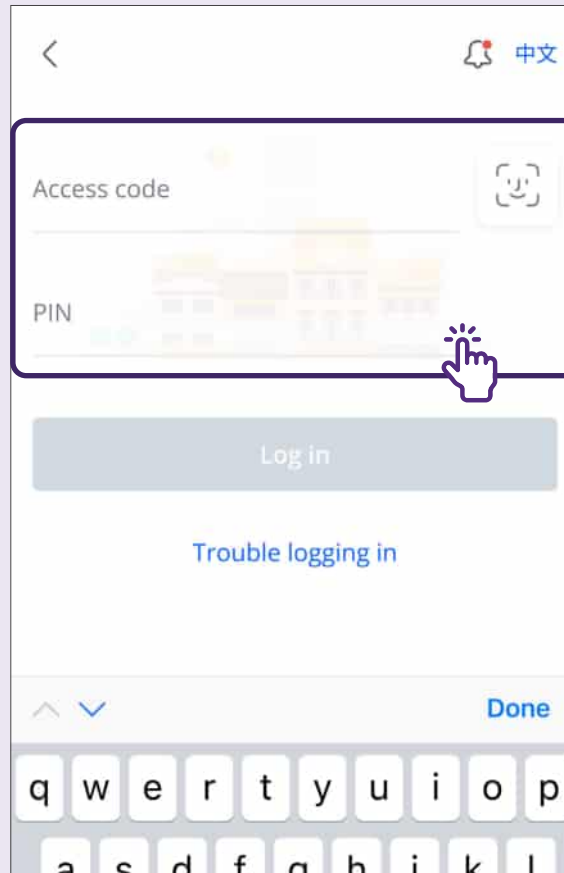 中文
Access code
PIN
Log in
Trouble logging in
Done
q w e r t y u i o p
a s d f g h j k l